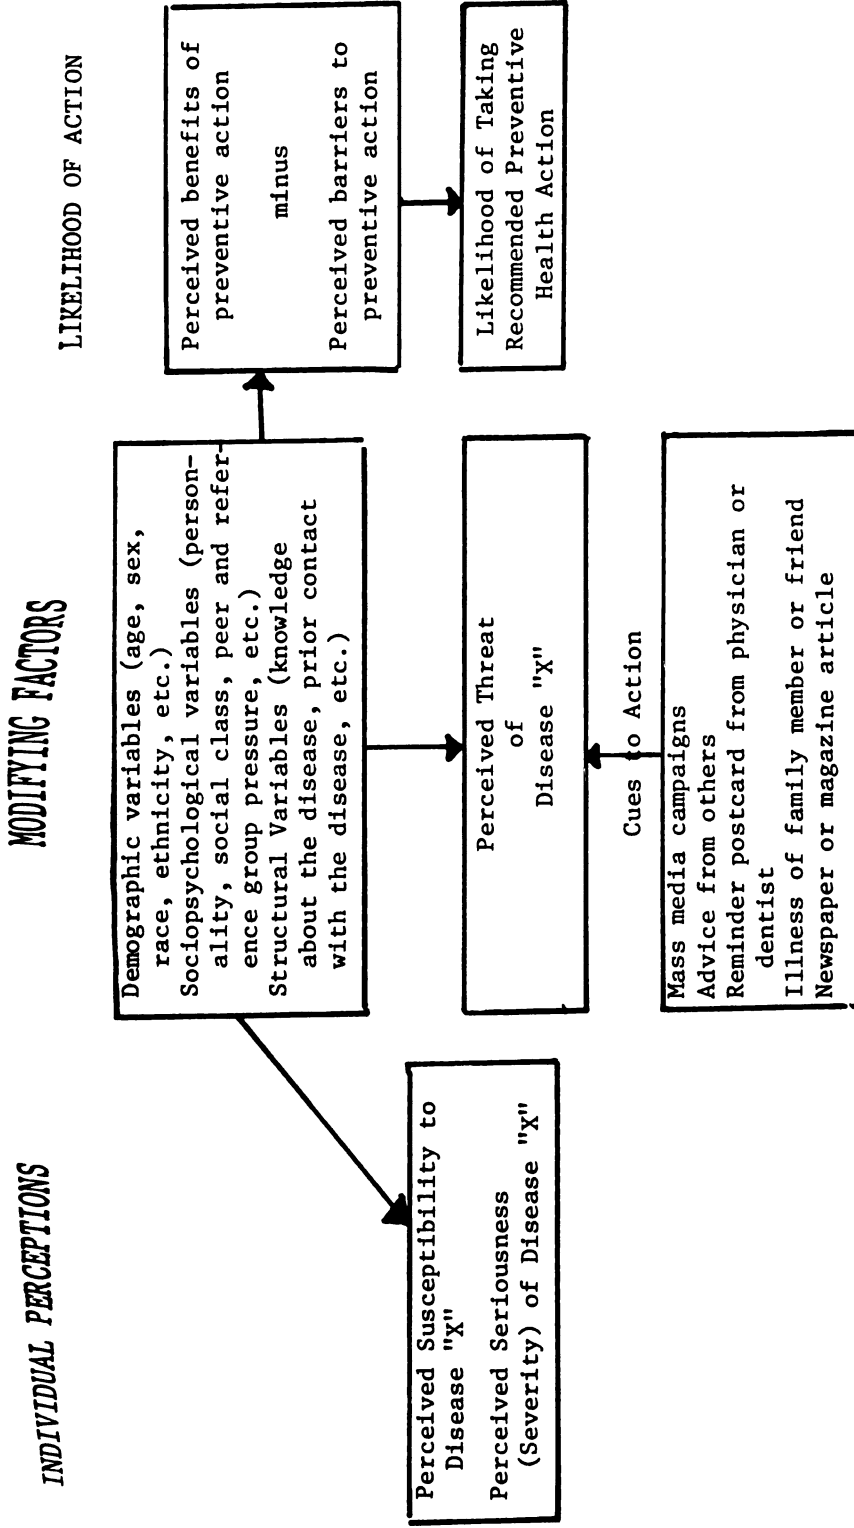 INDIVIDUAL PERCEPTIONS
MODIFYING FACTORS
LIKELIHOOD OF ACTION
Perceived Susceptibility to
Disease "X"
Perceived Seriousness
(Severity) of Disease "X"
Demographic variables (age, sex,
race, ethnicity, etc.)
Sociopsychological variables (person-
ality, social class, peer and refer-
ence group pressure, etc.)
Structural Variables (knowledge
about the disease, prior contact
with the disease, etc.)
Perceived Threat
of
Disease "X"
Cues to Action
Mass media campaigns
Advice from others
Reminder postcard from physician or
dentist
Illness of family member or friend
Newspaper or magazine article
Perceived benefits of
preventive action
minus
Perceived barriers to
preventive action
Likelihood of Taking
Recommended Preventive
Health Action